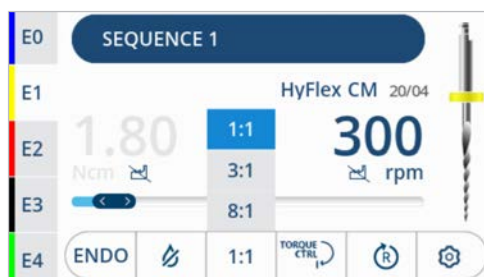 E0
SEQUENCE 1
E1
HyFlex CM 20/04
E2
1.80
Ncm
1:1
3:1
8:1
300
rpm
E3
E4
ENDO
1:1
TORQUE
CTRL
R